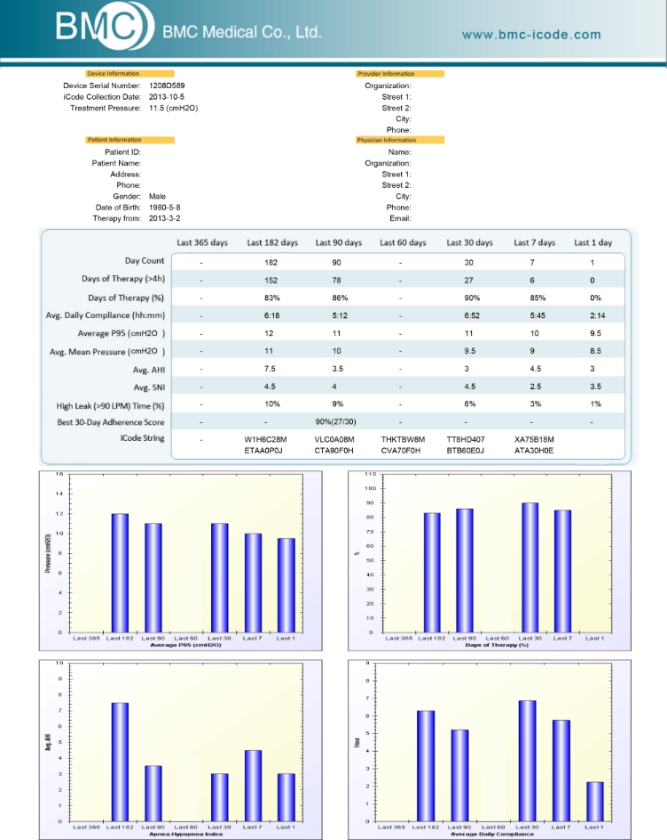 BMC BMC Medical Co., Ltd. www.bmc-icode.com
Device Information
Device Serial Number: 1208D589
iCode Collection Date: 2013-10-5
Treatment Pressure: 11.5 (cmH2O)
Provider Information
Organization:
Street 1:
Street 2:
City:
Phone:
Patient Information
Patient ID:
Patient Name:
Address:
Phone:
Gender: Male
Date of Birth: 1980-5-8
Therapy from: 2013-3-2
Physician Information
Name:
Organization:
Street 1:
Street 2:
City:
Phone:
Email:
Last 365 days Last 182 days Last 90 days Last 60 days Last 30 days Last 7 days Last 1 day
Day Count - 182 90 - 30 7 1
Days of Therapy (>4h) - 152 78 - 27 6 0
Days of Therapy (%) - 83% 86% - 90% 85% 0%
Avg. Daily Compliance (hh:mm) - 6:18 5:12 - 6:52 5:45 2:14
Average P95 (cmH2O ) - 12 11 - 11 10 9.5
Avg. Mean Pressure (cmH2O ) - 11 10 - 9.5 9 8.5
Avg. AHI - 7.5 3.5 - 3 4.5 3
Avg. SNI - 4.5 4 - 4.5 2.5 3.5
High Leak (>90 LPM) Time (%) - 10% 9% - 6% 3% 1%
Best 30-Day Adherence Score - - 90%(27/30) - - - -
iCode String - W1H6C28M VLC0A08M THKTBW8M TT8HD407 XA75B18M
ETAA0P0J CTA90F0H CVA70F0H BTB60E0J ATA30H0E
16
14
12
10
8
6
4
2
0
Pressure (cmH2O)
Last 365 Last 182 Last 90 Last 60 Last 30 Last 7 Last 1
Average P95 (cmH2O)
110
100
90
80
70
60
50
40
30
20
10
0
%
Last 365 Last 182 Last 90 Last 60 Last 30 Last 7 Last 1
Days of Therapy (%)
10
9
8
7
6
5
4
3
2
1
0
Avg. AHI
Last 365 Last 182 Last 90 Last 60 Last 30 Last 7 Last 1
Apnea-Hypopnea Index
9
8
7
6
5
4
3
2
1
0
Hour
Last 365 Last 182 Last 90 Last 60 Last 30 Last 7 Last 1
Average Daily Compliance